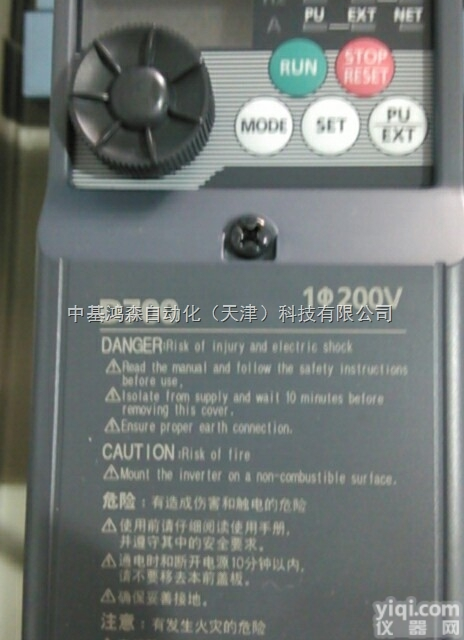 A
PU EXT NET
RUN
STOP
RESET
MODE
SET
PU
EXT
1Φ200V
中基鸿森自动化（天津）科技有限公司
DANGER:Risk of injury and electric shock
⚠Read the manual and follow the safety instructions
before use.
⚠Isolate from supply and wait 10 minutes before
removing this cover.
⚠Ensure proper earth connection.
CAUTION:Risk of fire
⚠Mount the inverter on a non-combustible surface.
危险：有造成伤害和触电的危险
⚠使用前请仔细阅读使用手册，
并遵守其中的安全要求。
⚠通电时和断开电源10分钟以内，
请不要移去本前盖板。
⚠确保妥善接地。
注意：有发生火灾的危险
yiqi.com
仪器网